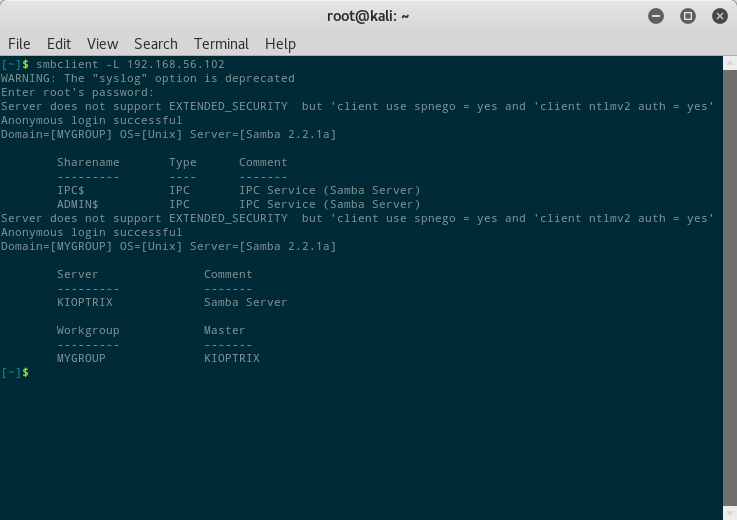 root@kali: ~
File Edit View Search Terminal Help
[~]$ smbclient -L 192.168.56.102
WARNING: The "syslog" option is deprecated
Enter root's password:
Server does not support EXTENDED_SECURITY  but 'client use spnego = yes and 'client ntlmv2 auth = yes'
Anonymous login successful
Domain=[MYGROUP] OS=[Unix] Server=[Samba 2.2.1a]
Sharename       Type      Comment
---------       ----      -------
IPC$            IPC       IPC Service (Samba Server)
ADMIN$          IPC       IPC Service (Samba Server)
Server does not support EXTENDED_SECURITY  but 'client use spnego = yes and 'client ntlmv2 auth = yes'
Anonymous login successful
Domain=[MYGROUP] OS=[Unix] Server=[Samba 2.2.1a]
Server               Comment
---------            -------
KIOPTRIX             Samba Server
Workgroup            Master
---------            -------
MYGROUP              KIOPTRIX
[~]$